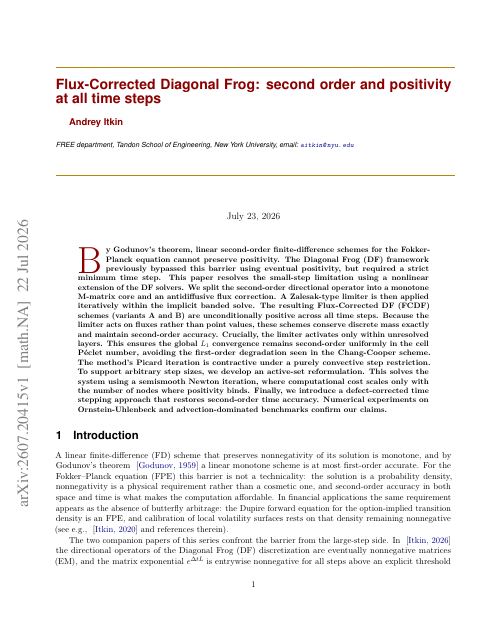 Flux-Corrected Diagonal Frog: second order and positivity
at all time steps
Andrey Itkin
FREE department, Tandon School of Engineering, New York University, email: aitkin@nyu.edu
July 23, 2026
By Godunov's theorem, linear second-order finite-difference schemes for the Fokker-
Planck equation cannot preserve positivity. The Diagonal Frog (DF) framework
previously bypassed this barrier using eventual positivity, but required a strict
minimum time step. This paper resolves the small-step limitation using a nonlinear
extension of the DF solvers. We split the second-order directional operator into a monotone
M-matrix core and an antidiffusive flux correction. A Zalesak-type limiter is then applied
iteratively within the implicit banded solve. The resulting Flux-Corrected DF (FCDF)
schemes (variants A and B) are unconditionally positive across all time steps. Because the
limiter acts on fluxes rather than point values, these schemes conserve discrete mass exactly
and maintain second-order accuracy. Crucially, the limiter activates only within unresolved
layers. This ensures the global L₁ convergence remains second-order uniformly in the cell
Péclet number, avoiding the first-order degradation seen in the Chang-Cooper scheme.
The method's Picard iteration is contractive under a purely convective step restriction.
To support arbitrary step sizes, we develop an active-set reformulation. This solves the
system using a semismooth Newton iteration, where computational cost scales only with
the number of nodes where positivity binds. Finally, we introduce a defect-corrected time
stepping approach that restores second-order time accuracy. Numerical experiments on
Ornstein-Uhlenbeck and advection-dominated benchmarks confirm our claims.
1 Introduction
A linear finite-difference (FD) scheme that preserves nonnegativity of its solution is monotone, and by
Godunov's theorem [Godunov, 1959] a linear monotone scheme is at most first-order accurate. For the
Fokker–Planck equation (FPE) this barrier is not a technicality: the solution is a probability density,
nonnegativity is a physical requirement rather than a cosmetic one, and second-order accuracy in both
space and time is what makes the computation affordable. In financial applications the same requirement
appears as the absence of butterfly arbitrage: the Dupire forward equation for the option-implied transition
density is an FPE, and calibration of local volatility surfaces rests on that density remaining nonnegative
(see e.g., [Itkin, 2020] and references therein).
The two companion papers of this series confront the barrier from the large-step side. In [Itkin, 2026]
the directional operators of the Diagonal Frog (DF) discretization are eventually nonnegative matrices
(EM), and the matrix exponential e^{ΔtL} is entrywise nonnegative for all steps above an explicit threshold
1
arXiv:2607.20415v1 [math.NA] 22 Jul 2026